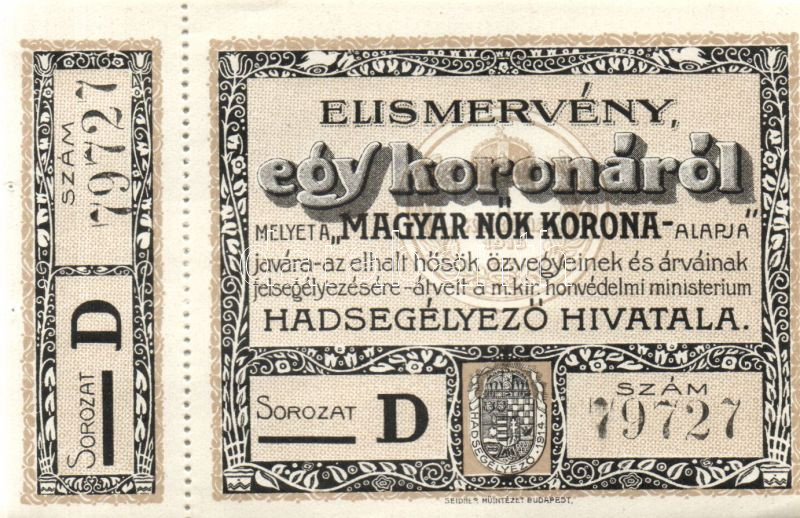 SZÁM
79727
SOROZAT D
ELISMERVÉNY,
egy koronáról
MELYET A „MAGYAR NŐK KORONA-ALAPJA"
javára-az elhalt hősök özvegyeinek és árváinak
felsegélyezésére-átveit a m. kir. honvédelmi ministerium
HADSEGÉLYEZŐ HIVATALA.
SOROZAT D
HADSEGÉLYEZŐ·1914·
SZÁM
79727
SEIDNER MŰINTÉZET BUDAPEST.